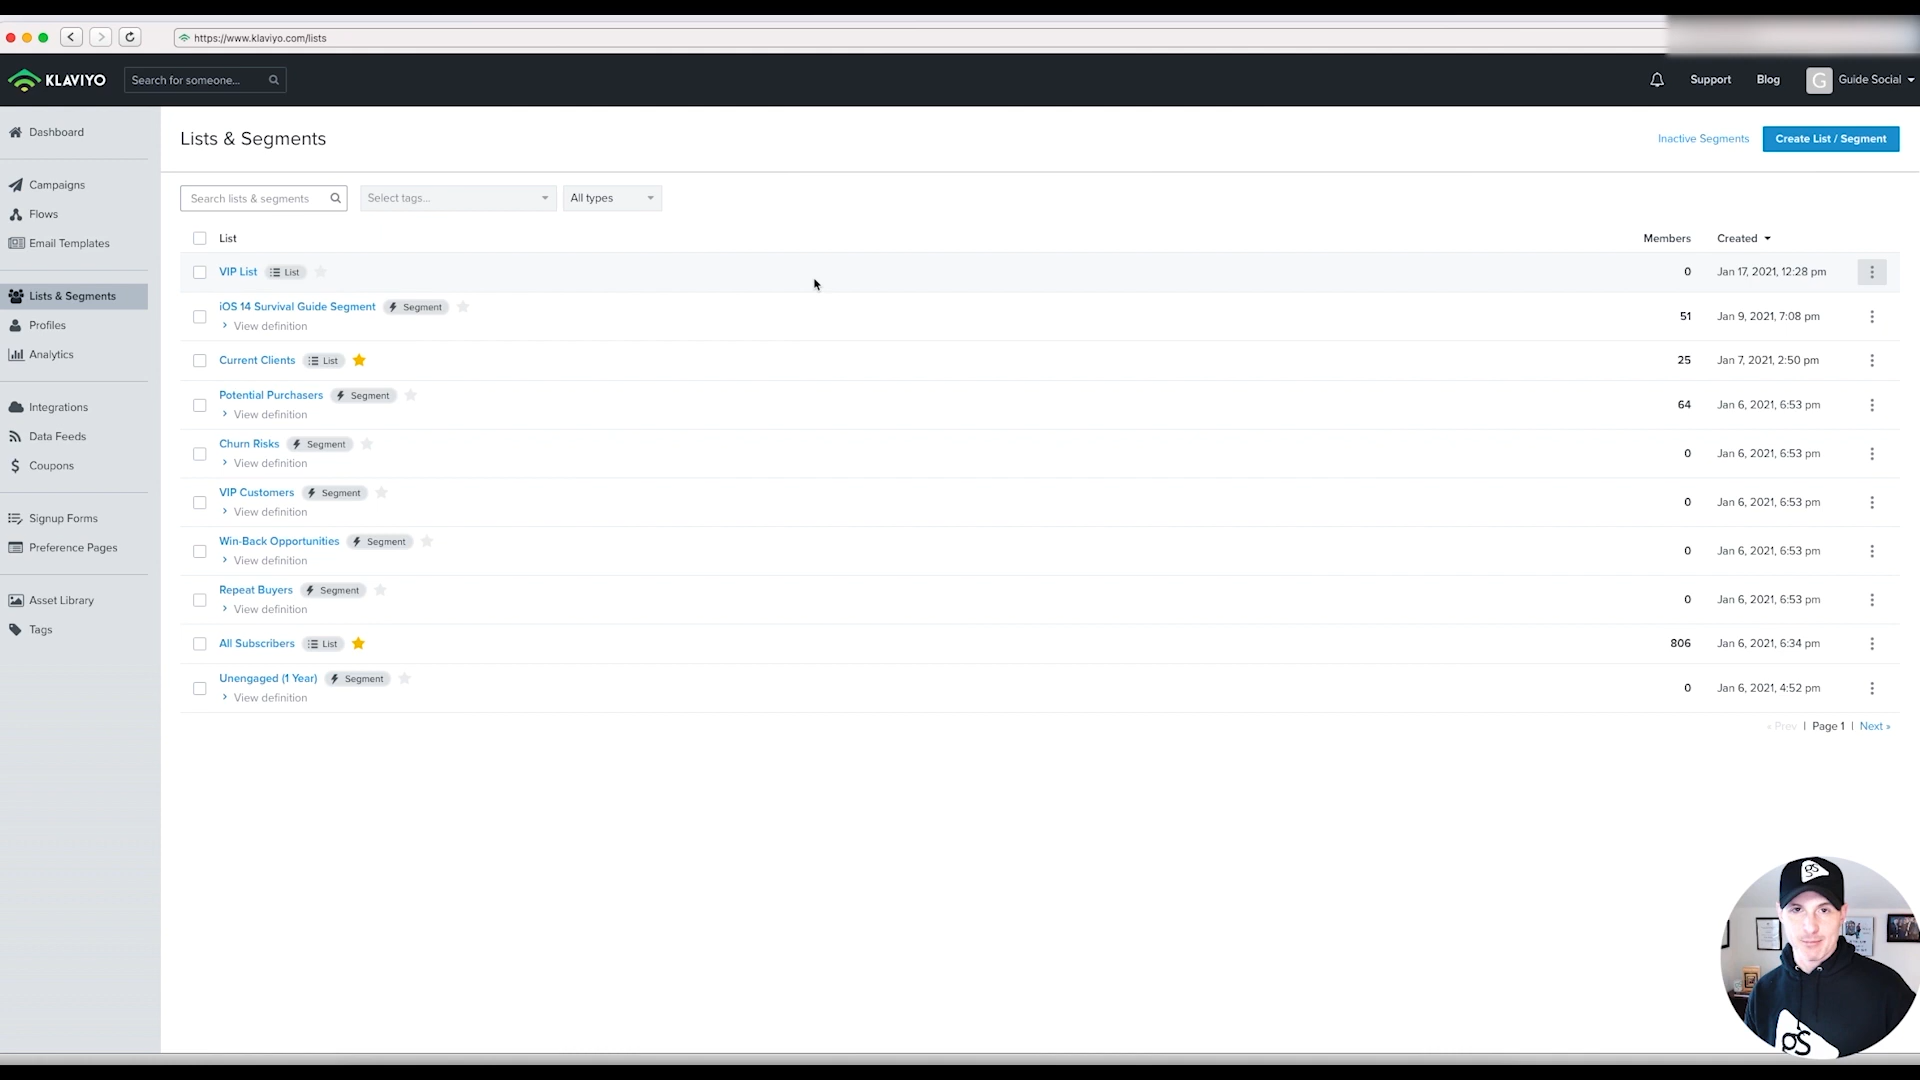 https://www.klaviyo.com/lists
KLAVIYO
Search for someone...
Support
Blog
G
Guide Social
Dashboard
Campaigns
Flows
Email Templates
Lists & Segments
Profiles
Analytics
Integrations
Data Feeds
Coupons
Signup Forms
Preference Pages
Asset Library
Tags
Lists & Segments
Inactive Segments
Create List / Segment
Search lists & segments
Select tags...
All types
List Members Created
VIP List List 0 Jan 17, 2021, 12:28 pm
iOS 14 Survival Guide Segment Segment
View definition
51 Jan 9, 2021, 7:08 pm
Current Clients List 25 Jan 7, 2021, 2:50 pm
Potential Purchasers Segment
View definition
64 Jan 6, 2021, 6:53 pm
Churn Risks Segment
View definition
0 Jan 6, 2021, 6:53 pm
VIP Customers Segment
View definition
0 Jan 6, 2021, 6:53 pm
Win-Back Opportunities Segment
View definition
0 Jan 6, 2021, 6:53 pm
Repeat Buyers Segment
View definition
0 Jan 6, 2021, 6:53 pm
All Subscribers List 806 Jan 6, 2021, 6:34 pm
Unengaged (1 Year) Segment
View definition
0 Jan 6, 2021, 4:52 pm
« Prev | Page 1 | Next »
gs
gs